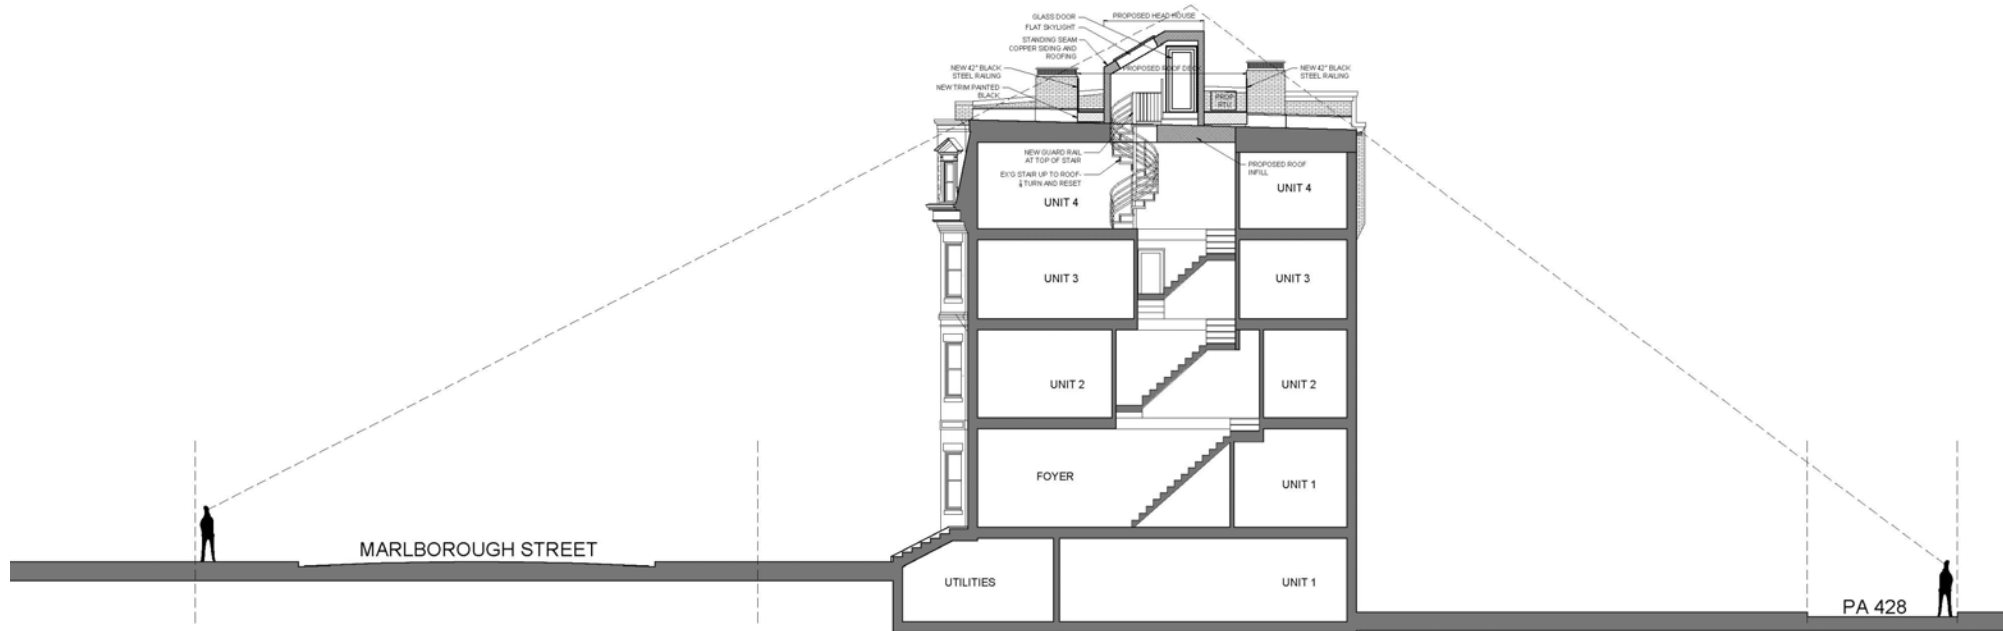 GLASS DOOR
PROPOSED HEAD HOUSE
FLAT SKYLIGHT
STANDING SEAM
COPPER SIDING AND
ROOFING
NEW 42" BLACK
STEEL RAILING
PROPOSED ROOF DECK
NEW 42" BLACK
STEEL RAILING
NEW TRIM PAINTED
BLACK
PROP
RTU
NEW GUARD RAIL
AT TOP OF STAIR
EX'G STAIR UP TO ROOF-
TURN AND RESET
PROPOSED ROOF
INFILL
UNIT 4
UNIT 4
UNIT 3
UNIT 3
UNIT 2
UNIT 2
FOYER
UNIT 1
MARLBOROUGH STREET
UTILITIES
UNIT 1
PA 428